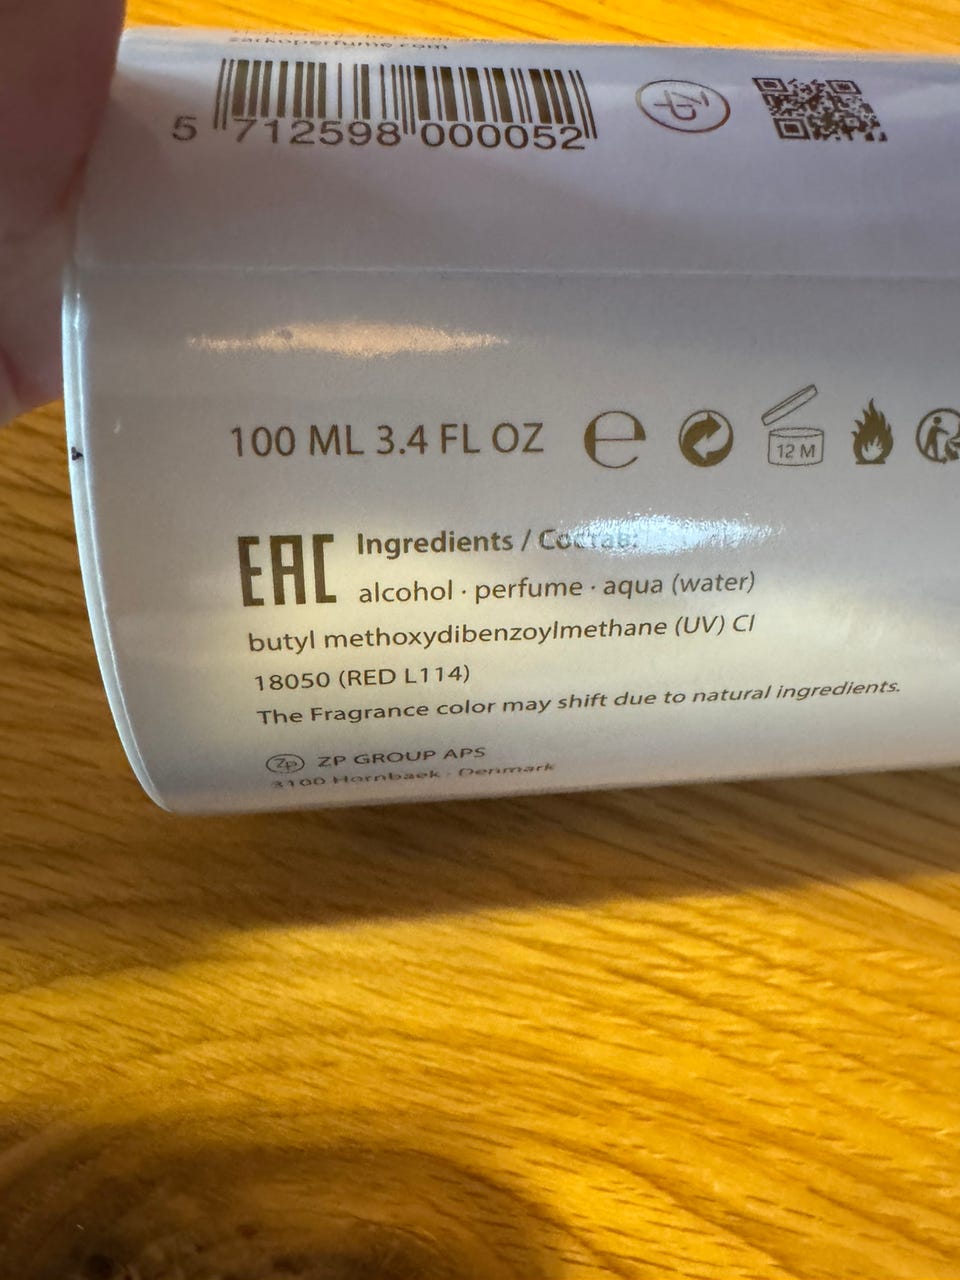 zarkoperfume.com
5 712598 000052
100 ML 3.4 FL OZ
12 M
EAC
Ingredients / Состав:
alcohol · perfume · aqua (water)
butyl methoxydibenzoylmethane (UV) CI
18050 (RED L114)
The Fragrance color may shift due to natural ingredients.
Zp ZP GROUP APS
3100 Hornbaek · Denmark